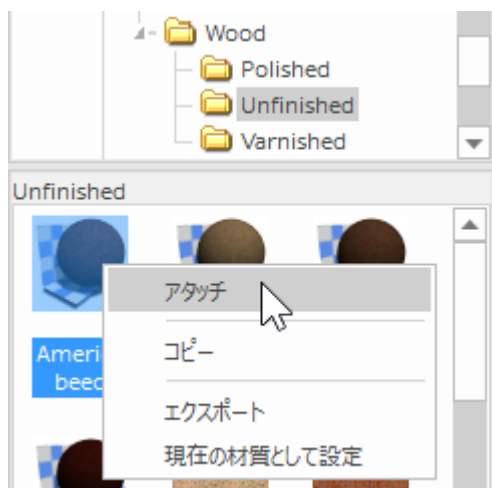 Wood
Polished
Unfinished
Varnished
Unfinished
アタッチ
コピー
エクスポート
現在の材質として設定